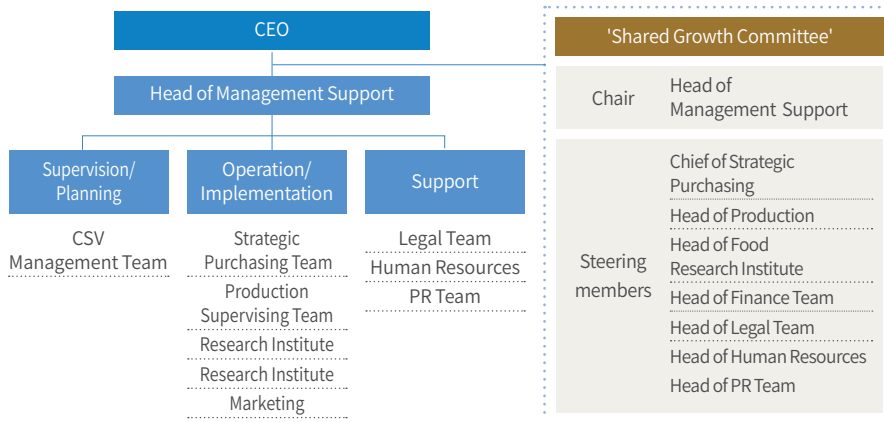 CEO
Head of Management Support
Supervision/
Planning
CSV
Management Team
Operation/
Implementation
Strategic
Purchasing Team
Production
Supervising Team
Research Institute
Research Institute
Marketing
Support
Legal Team
Human Resources
PR Team
'Shared Growth Committee'
Chair
Head of
Management Support
Steering
members
Chief of Strategic
Purchasing
Head of Production
Head of Food
Research Institute
Head of Finance Team
Head of Legal Team
Head of Human Resources
Head of PR Team